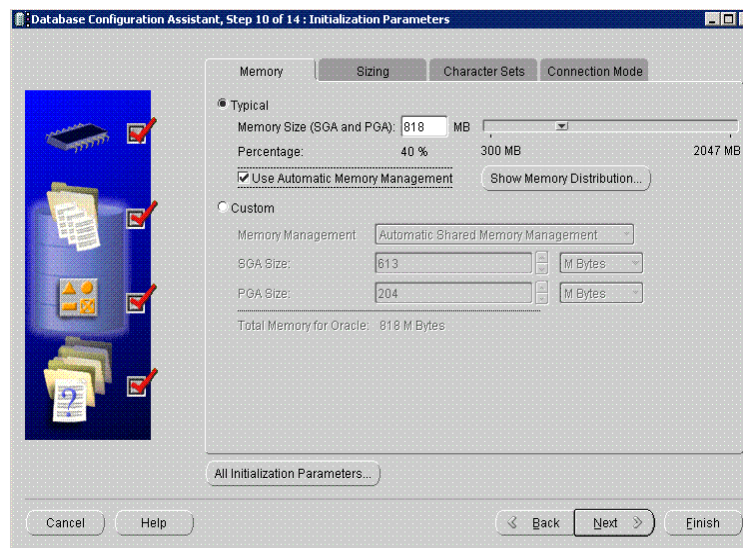 Database Configuration Assistant, Step 10 of 14 : Initialization Parameters
Memory Sizing Character Sets Connection Mode
Typical
Memory Size (SGA and PGA): 818 MB
Percentage: 40 % 300 MB 2047 MB
Use Automatic Memory Management Show Memory Distribution...
Custom
Memory Management Automatic Shared Memory Management
SGA Size: 613 M Bytes
PGA Size: 204 M Bytes
Total Memory for Oracle: 818 M Bytes
?
All Initialization Parameters...
Cancel Help Back Next Finish